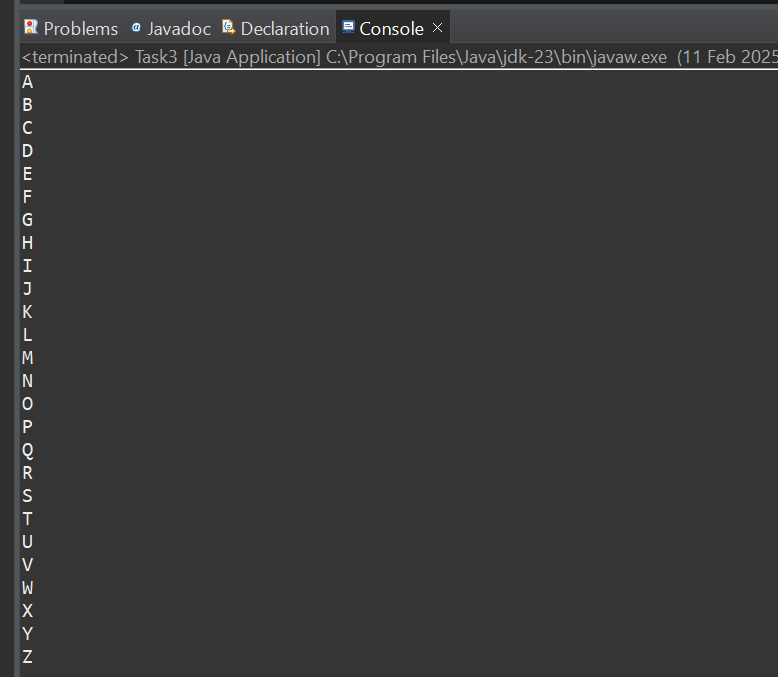 Problems @ Javadoc Declaration Console ×
<terminated> Task3 [Java Application] C:\Program Files\Java\jdk-23\bin\javaw.exe (11 Feb 2025
A
B
C
D
E
F
G
H
I
J
K
L
M
N
O
P
Q
R
S
T
U
V
W
X
Y
Z